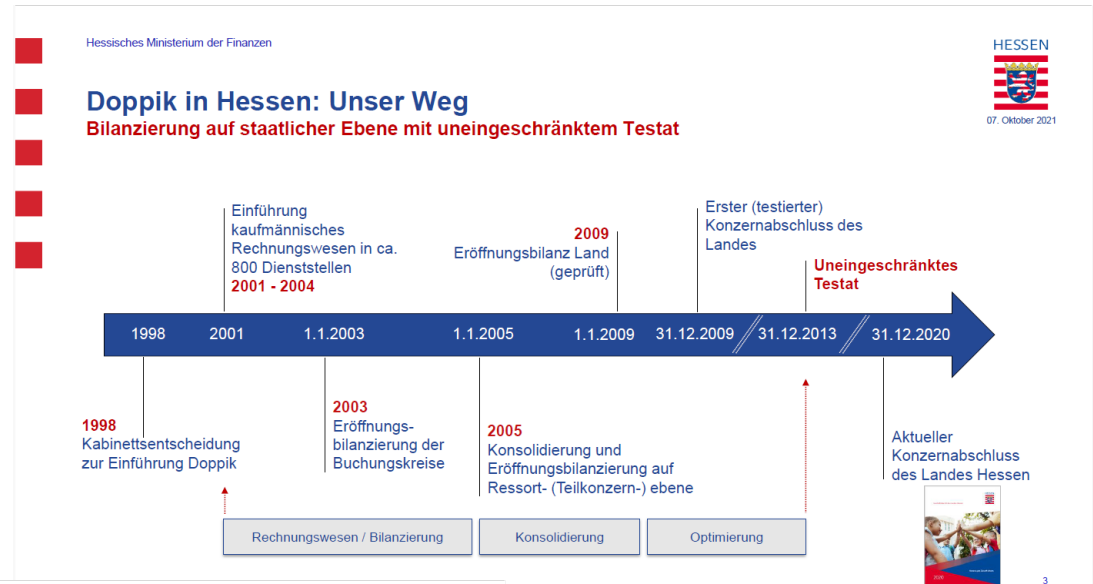 Hessisches Ministerium der Finanzen
HESSEN
07. Oktober 2021
Doppik in Hessen: Unser Weg
Bilanzierung auf staatlicher Ebene mit uneingeschränktem Testat
Einführung
kaufmännisches
Rechnungswesen in ca.
800 Dienststellen
2001 - 2004
2009
Eröffnungsbilanz Land
(geprüft)
Erster (testierter)
Konzernabschluss des
Landes
Uneingeschränktes
Testat
1998 2001 1.1.2003 1.1.2005 1.1.2009 31.12.2009 31.12.2013 31.12.2020
1998
Kabinettsentscheidung
zur Einführung Doppik
2003
Eröffnungs-
bilanzierung der
Buchungskreise
2005
Konsolidierung und
Eröffnungsbilanzierung auf
Ressort- (Teilkonzern-) ebene
Aktueller
Konzernabschluss
des Landes Hessen
Rechnungswesen / Bilanzierung
Konsolidierung
Optimierung
2020
3